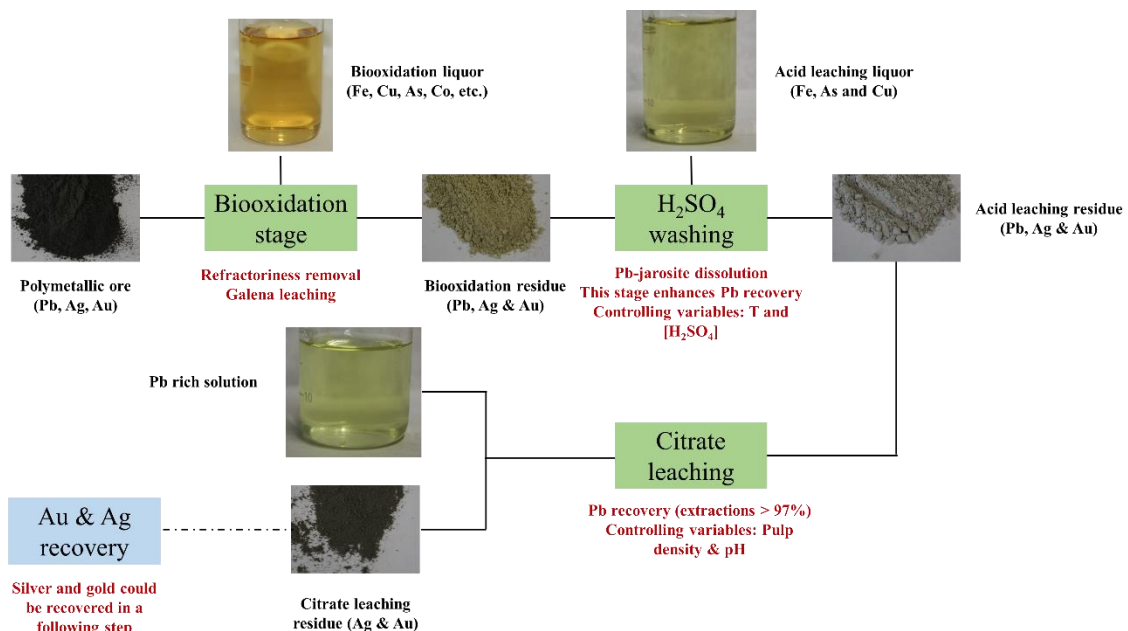 Biooxidation liquor
(Fe, Cu, As, Co, etc.)
Acid leaching liquor
(Fe, As and Cu)
Biooxidation
stage
H₂SO₄
washing
Polymetallic ore
(Pb, Ag, Au)
Refractoriness removal
Galena leaching
Biooxidation residue
(Pb, Ag & Au)
Pb-jarosite dissolution
This stage enhances Pb recovery
Controlling variables: T and
[H₂SO₄]
Acid leaching residue
(Pb, Ag & Au)
Pb rich solution
Citrate
leaching
Pb recovery (extractions > 97%)
Controlling variables: Pulp
density & pH
Au & Ag
recovery
Silver and gold could
be recovered in a
following step
Citrate leaching
residue (Ag & Au)